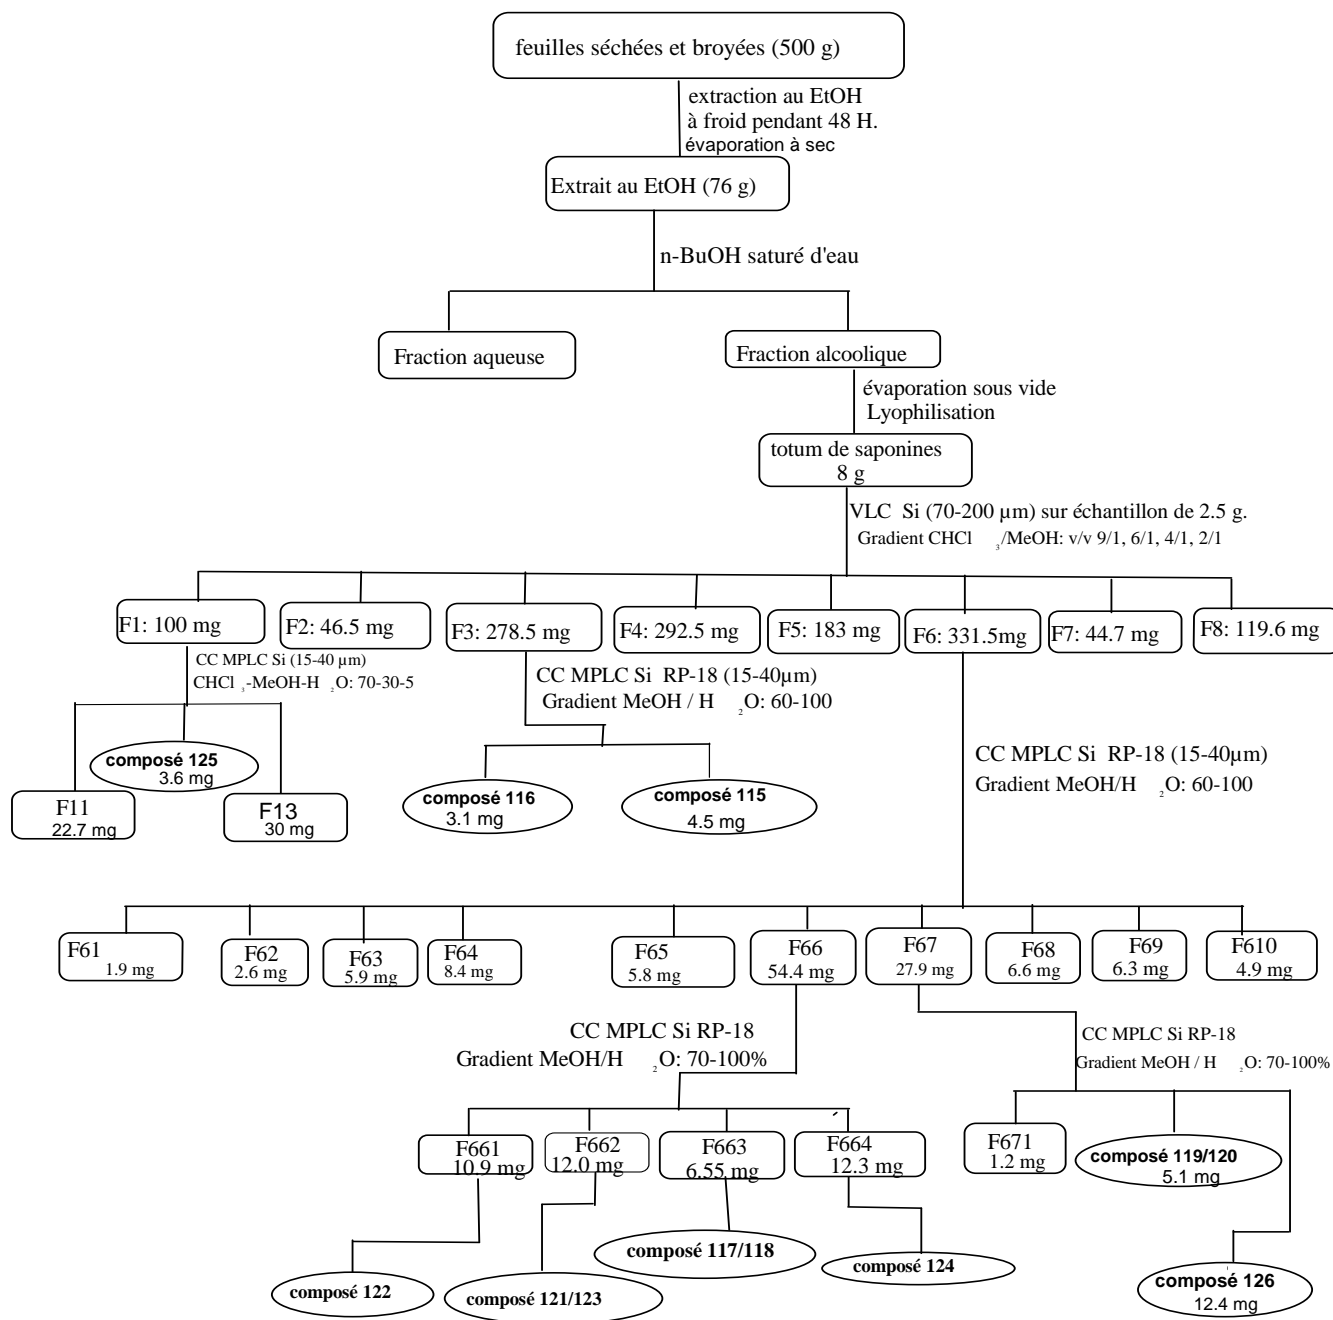 feuilles séchées et broyées (500 g)
extraction au EtOH
à froid pendant 48 H.
évaporation à sec
Extrait au EtOH (76 g)
n-BuOH saturé d'eau
Fraction aqueuse
Fraction alcoolique
évaporation sous vide
Lyophilisation
totum de saponines
8 g
VLC Si (70-200 µm) sur échantillon de 2.5 g.
Gradient CHCl ₃/MeOH: v/v 9/1, 6/1, 4/1, 2/1
F1: 100 mg
F2: 46.5 mg
F3: 278.5 mg
F4: 292.5 mg
F5: 183 mg
F6: 331.5mg
F7: 44.7 mg
F8: 119.6 mg
CC MPLC Si (15-40 µm)
CHCl ₃-MeOH-H ₂O: 70-30-5
CC MPLC Si RP-18 (15-40µm)
Gradient MeOH / H ₂O: 60-100
CC MPLC Si RP-18 (15-40µm)
Gradient MeOH/H ₂O: 60-100
composé 125
3.6 mg
F11
22.7 mg
F13
30 mg
composé 116
3.1 mg
composé 115
4.5 mg
F61
1.9 mg
F62
2.6 mg
F63
5.9 mg
F64
8.4 mg
F65
5.8 mg
F66
54.4 mg
F67
27.9 mg
F68
6.6 mg
F69
6.3 mg
F610
4.9 mg
CC MPLC Si RP-18
Gradient MeOH/H ₂O: 70-100%
CC MPLC Si RP-18
Gradient MeOH / H ₂O: 70-100%
F661
10.9 mg
F662
12.0 mg
F663
6.55 mg
F664
12.3 mg
F671
1.2 mg
composé 119/120
5.1 mg
composé 122
composé 121/123
composé 117/118
composé 124
composé 126
12.4 mg